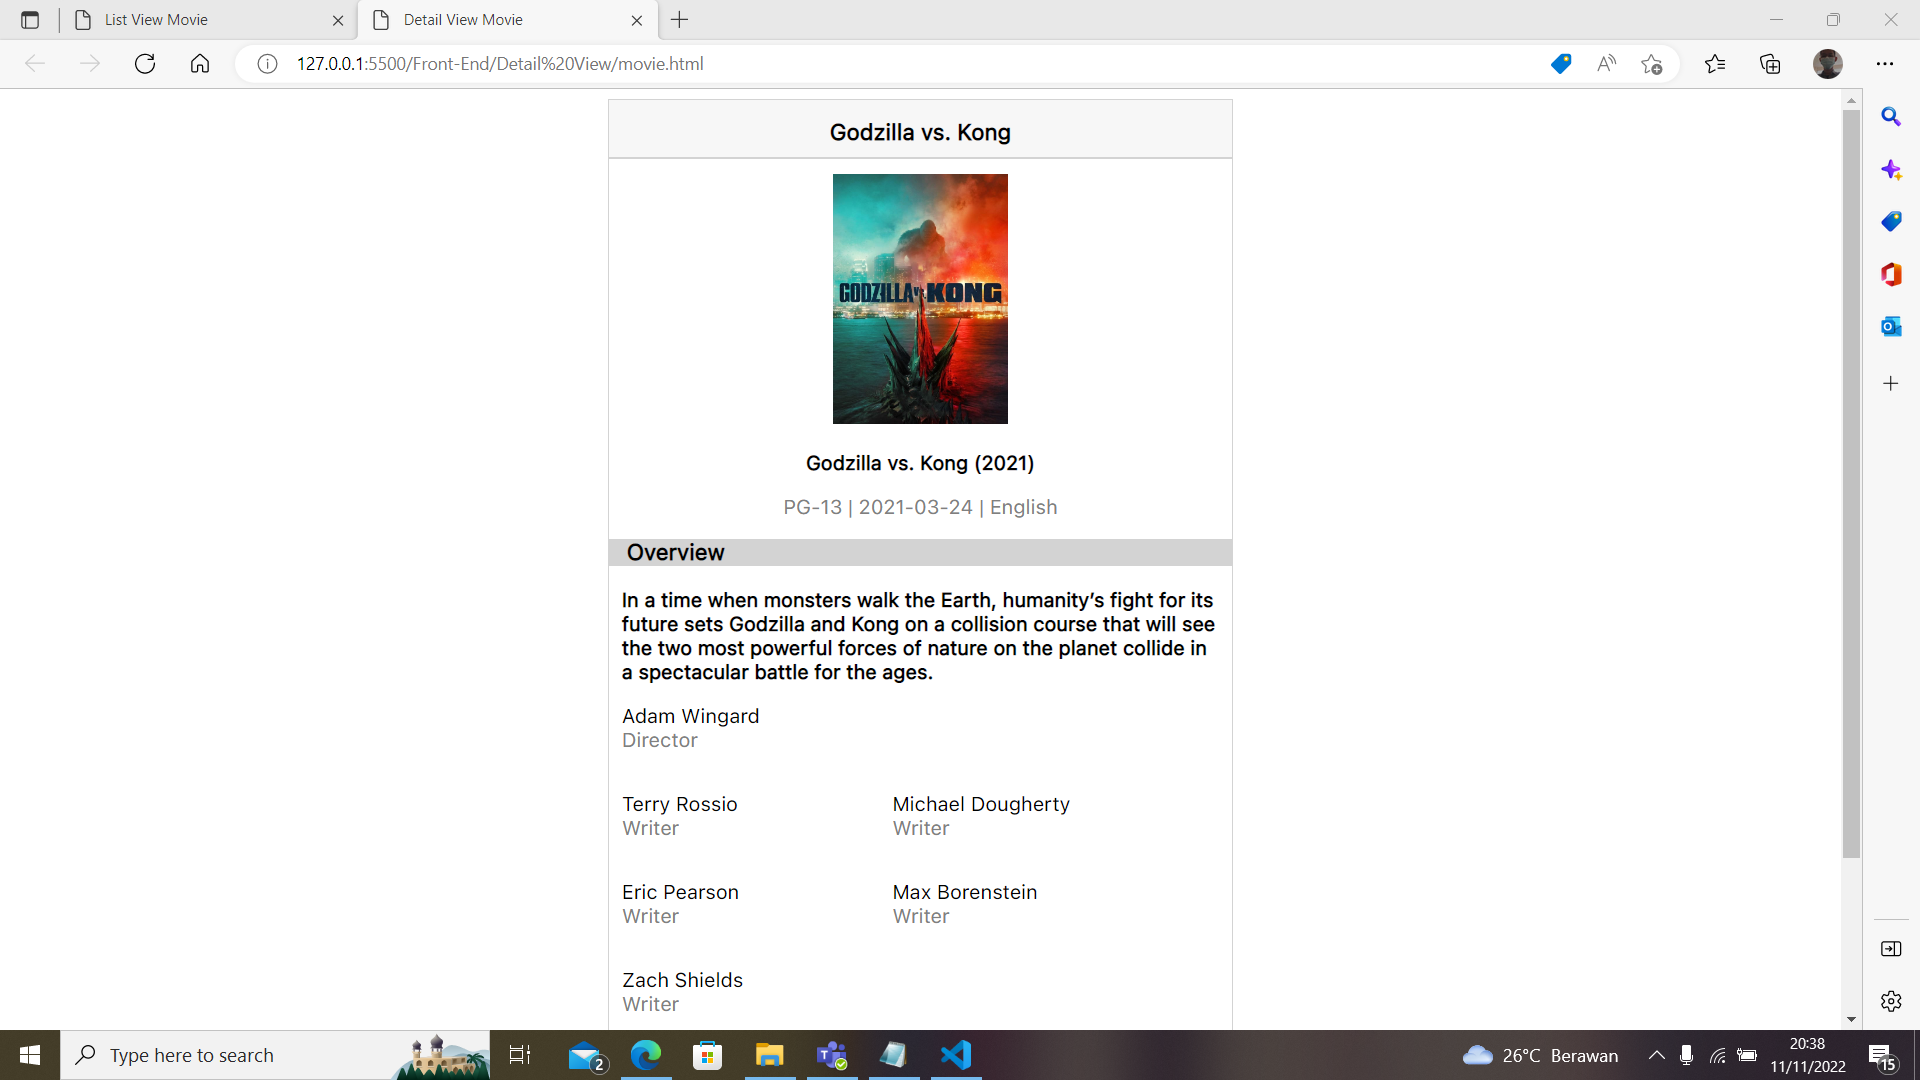 List View Movie
Detail View Movie
127.0.0.1:5500/Front-End/Detail%20View/movie.html
Godzilla vs. Kong
GODZILLA VS KONG
Godzilla vs. Kong (2021)
PG-13 | 2021-03-24 | English
Overview
In a time when monsters walk the Earth, humanity’s fight for its
future sets Godzilla and Kong on a collision course that will see
the two most powerful forces of nature on the planet collide in
a spectacular battle for the ages.
Adam Wingard
Director
Terry Rossio
Writer
Michael Dougherty
Writer
Eric Pearson
Writer
Max Borenstein
Writer
Zach Shields
Writer
Type here to search
2
26°C Berawan
20:38
11/11/2022
15